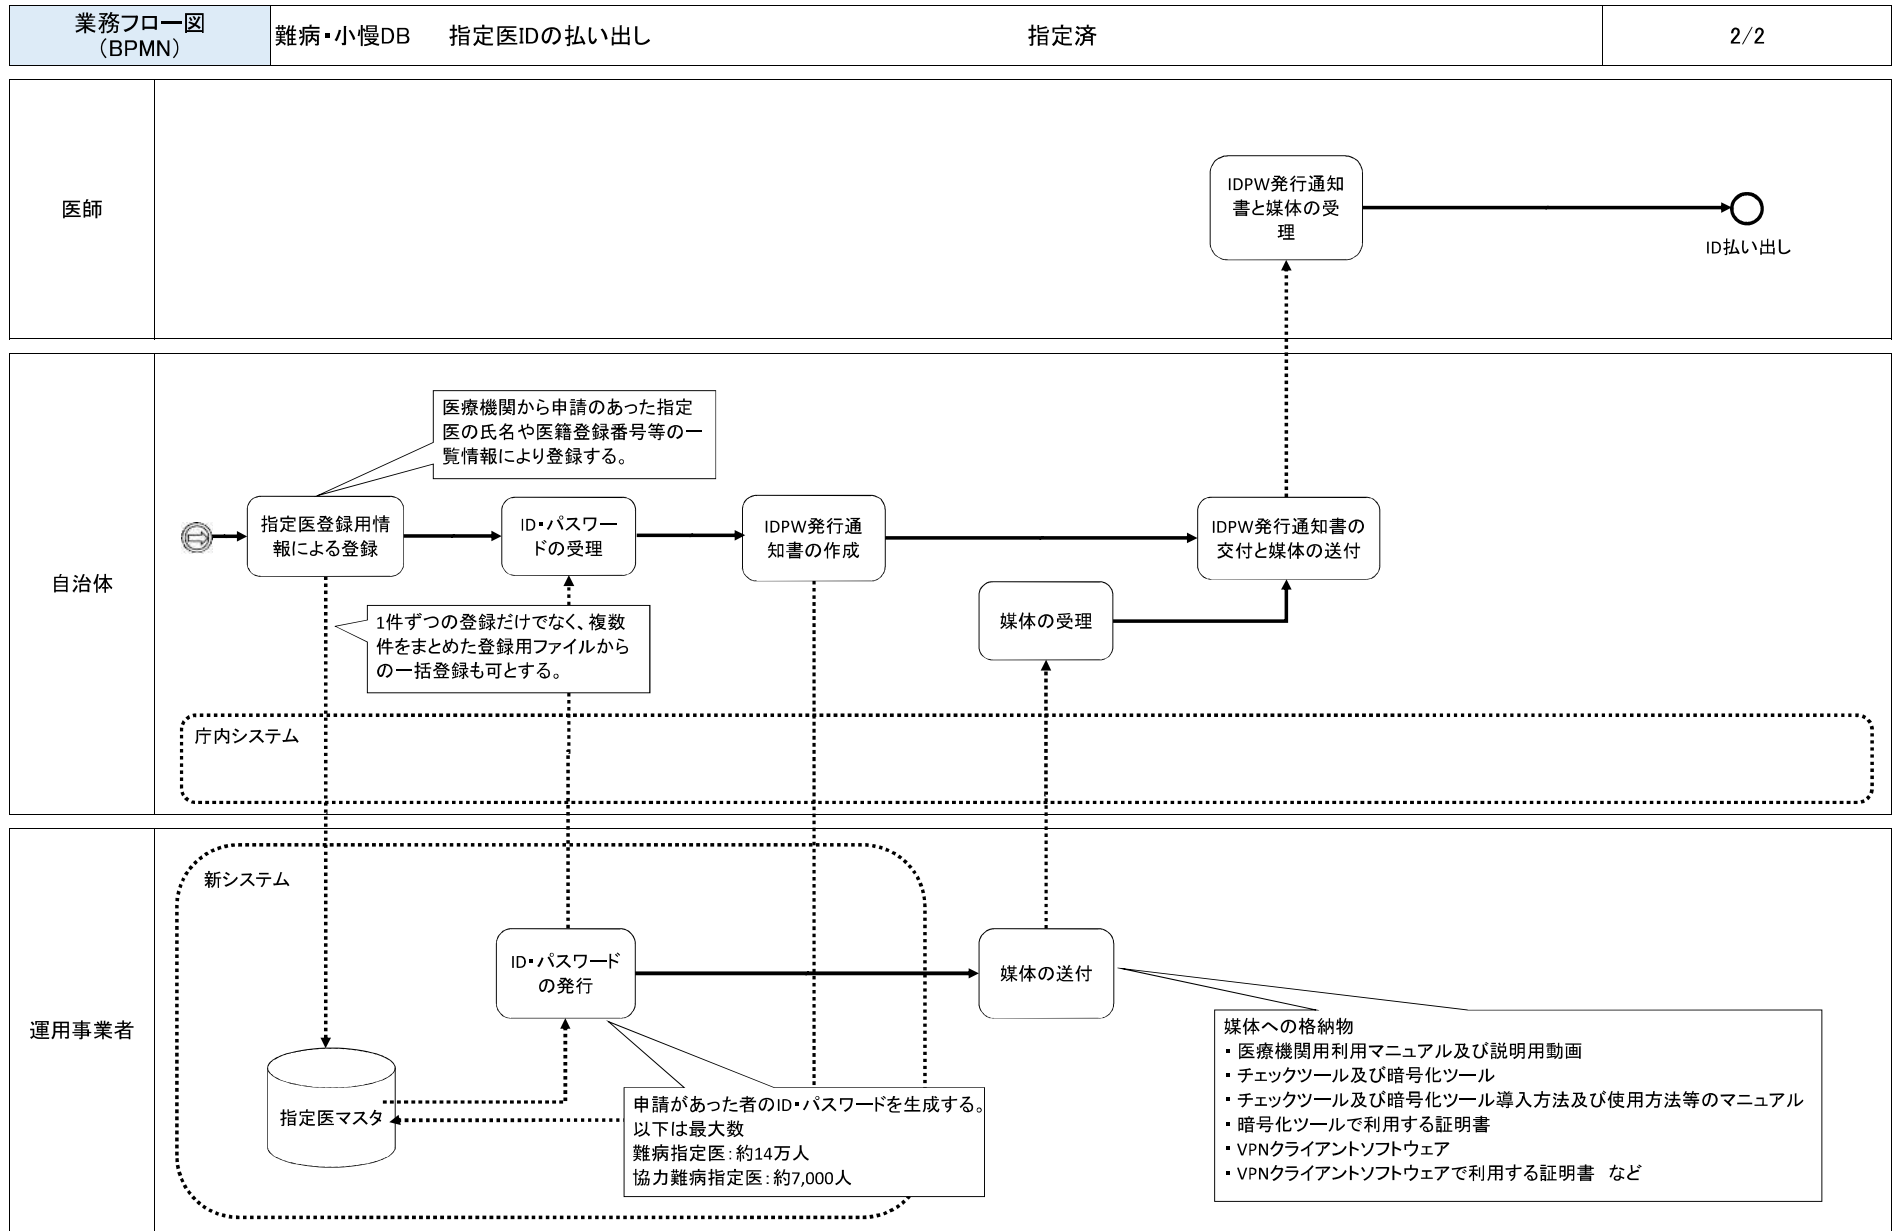 業務フロー図
（BPMN）
難病・小慢DB　指定医IDの払い出し
指定済
2/2
医師
IDPW発行通知
書と媒体の受
理
ID払い出し
自治体
医療機関から申請のあった指定
医の氏名や医籍登録番号等の一
覧情報により登録する。
指定医登録用情
報による登録
ID・パスワー
ドの受理
IDPW発行通
知書の作成
IDPW発行通知書の
交付と媒体の送付
媒体の受理
1件ずつの登録だけでなく、複数
件をまとめた登録用ファイルから
の一括登録も可とする。
庁内システム
運用事業者
新システム
ID・パスワード
の発行
媒体の送付
指定医マスタ
申請があった者のID・パスワードを生成する。
以下は最大数
難病指定医：約14万人
協力難病指定医：約7,000人
媒体への格納物
・医療機関用利用マニュアル及び説明用動画
・チェックツール及び暗号化ツール
・チェックツール及び暗号化ツール導入方法及び使用方法等のマニュアル
・暗号化ツールで利用する証明書
・VPNクライアントソフトウェア
・VPNクライアントソフトウェアで利用する証明書　など